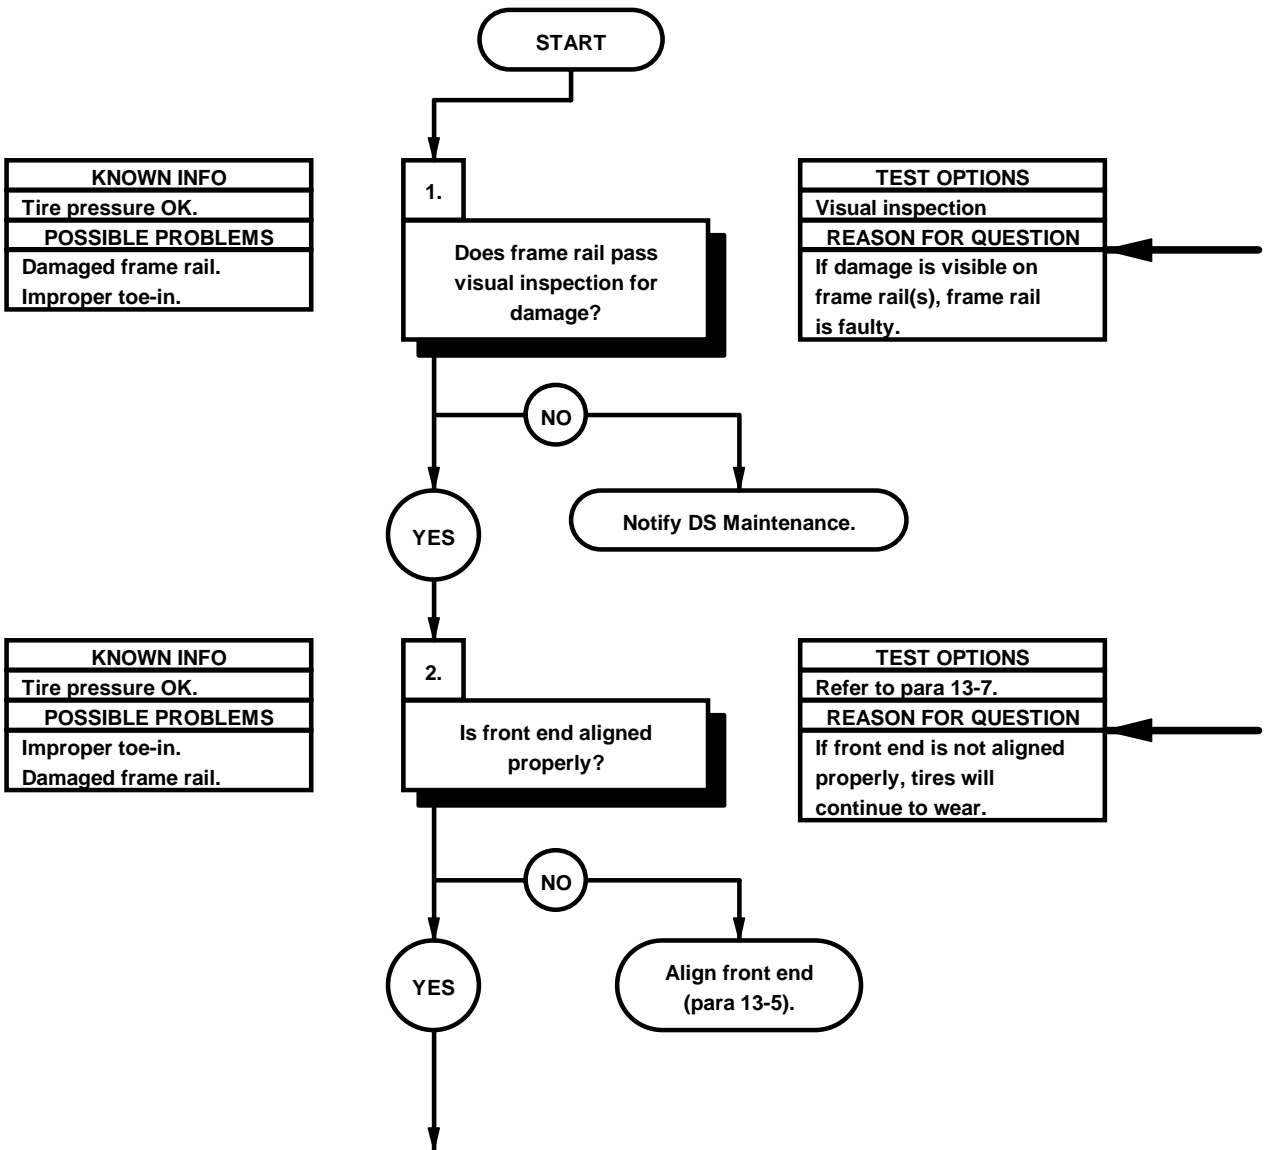 START
KNOWN INFO
Tire pressure OK.
POSSIBLE PROBLEMS
Damaged frame rail.
Improper toe-in.
1.
Does frame rail pass
visual inspection for
damage?
TEST OPTIONS
Visual inspection
REASON FOR QUESTION
If damage is visible on
frame rail(s), frame rail
is faulty.
NO
Notify DS Maintenance.
YES
KNOWN INFO
Tire pressure OK.
POSSIBLE PROBLEMS
Improper toe-in.
Damaged frame rail.
2.
Is front end aligned
properly?
TEST OPTIONS
Refer to para 13-7.
REASON FOR QUESTION
If front end is not aligned
properly, tires will
continue to wear.
NO
Align front end
(para 13-5).
YES